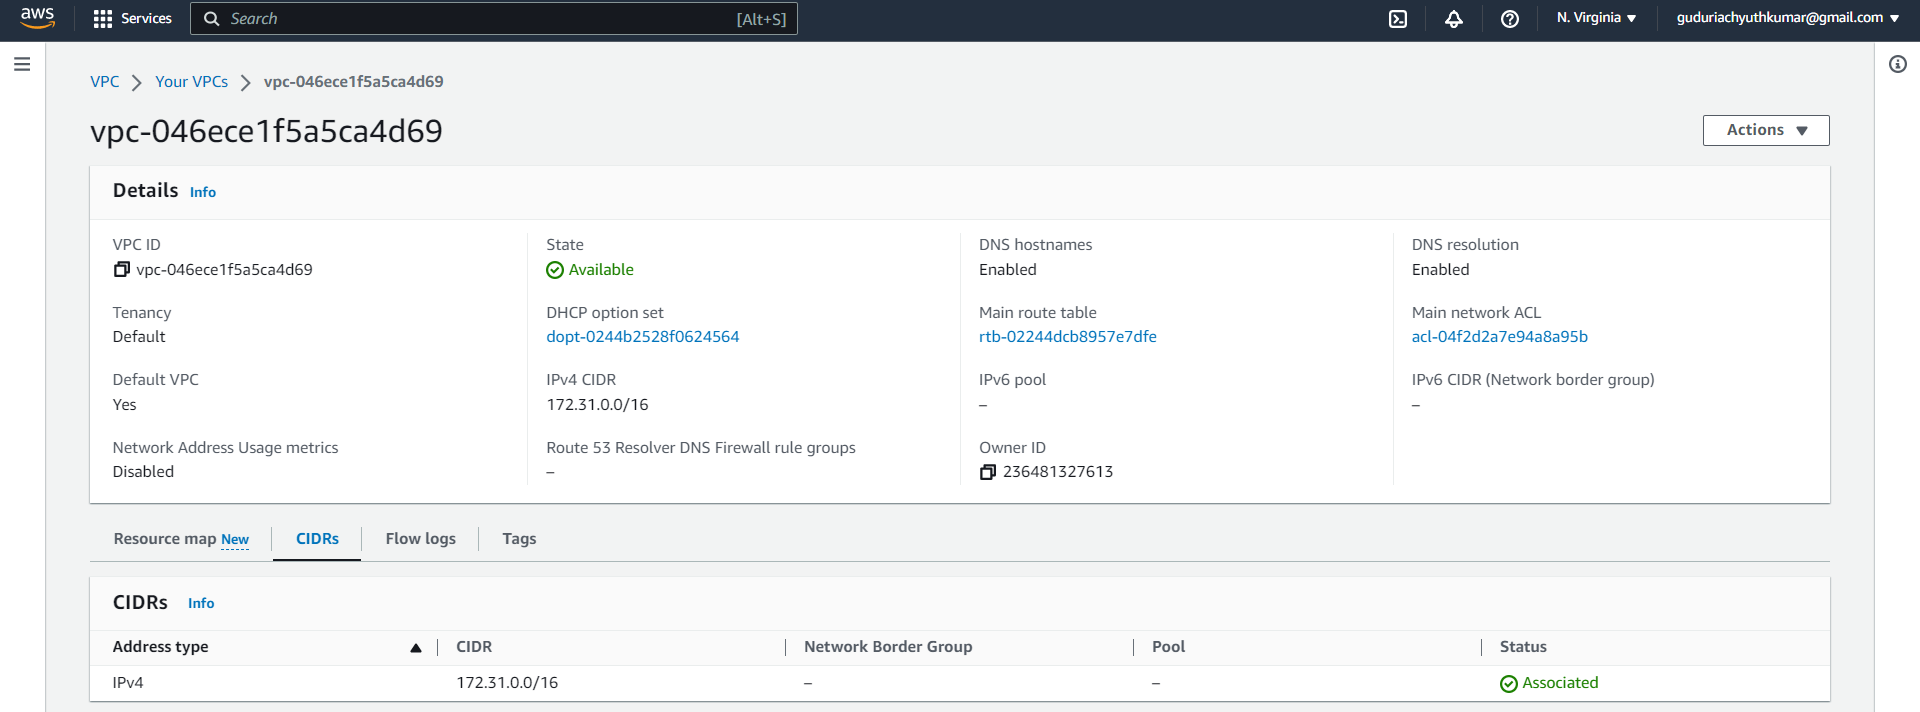 aws Services Search [Alt+S] N. Virginia guduriachyuthkumar@gmail.com
VPC Your VPCs vpc-046ece1f5a5ca4d69
vpc-046ece1f5a5ca4d69
Actions
Details Info
VPC ID State DNS hostnames DNS resolution
vpc-046ece1f5a5ca4d69 Available Enabled Enabled
Tenancy DHCP option set Main route table Main network ACL
Default dopt-0244b2528f0624564 rtb-02244dcb8957e7dfe acl-04f2d2a7e94a8a95b
Default VPC IPv4 CIDR IPv6 pool IPv6 CIDR (Network border group)
Yes 172.31.0.0/16 – –
Network Address Usage metrics Route 53 Resolver DNS Firewall rule groups Owner ID
Disabled – 236481327613
Resource map New CIDRs Flow logs Tags
CIDRs Info
Address type CIDR Network Border Group Pool Status
IPv4 172.31.0.0/16 – – Associated